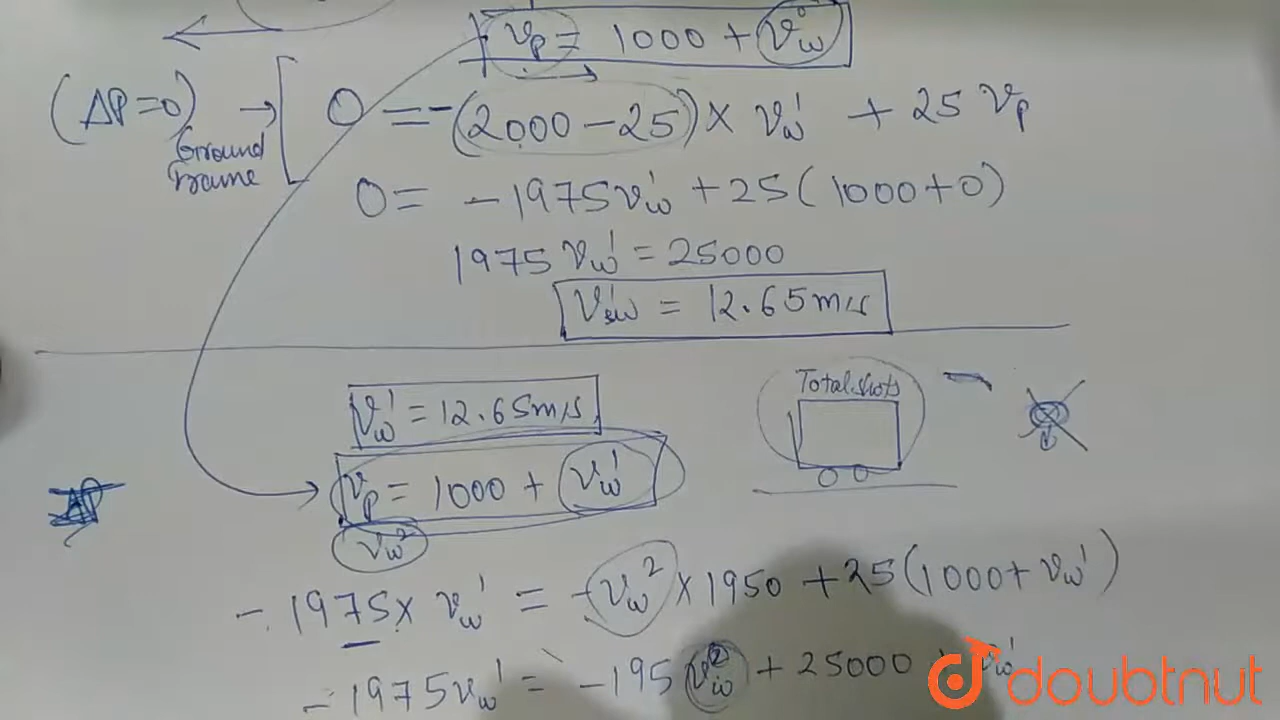 v_p = 1000 + v_w°
(ΔP=0) → 0 = -(2000-25) × v_w' + 25 v_p
Ground
frame
0 = -1975 v_w' + 25(1000+0)
1975 v_w' = 25000
v_w' = 12.65 m/s
v_w' = 12.65 m/s
Total shots
v_p = 1000 + v_w'
v_w²
- 1975 × v_w' = -v_w² × 1950 + 25(1000 + v_w')
- 1975 v_w' = -195 v_w² + 25000 v_w'
doubtnut